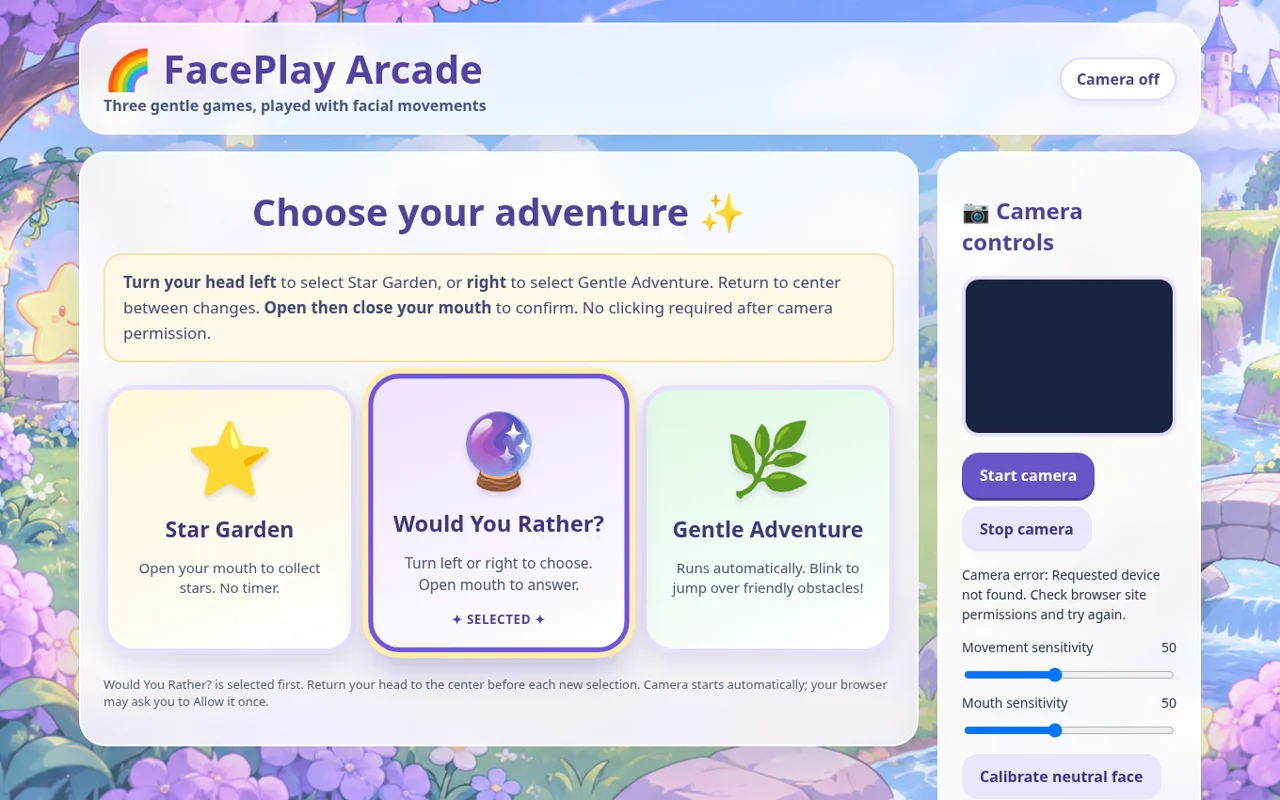 🌈 FacePlay Arcade
Three gentle games, played with facial movements
Camera off
Choose your adventure ✨
Turn your head left to select Star Garden, or right to select Gentle Adventure. Return to center
between changes. Open then close your mouth to confirm. No clicking required after camera
permission.
Star Garden
Open your mouth to collect
stars. No timer.
Would You Rather?
Turn left or right to choose.
Open mouth to answer.
✦ SELECTED ✦
Gentle Adventure
Runs automatically. Blink to
jump over friendly obstacles!
Would You Rather? is selected first. Return your head to the center before each new selection. Camera starts automatically; your browser
may ask you to Allow it once.
📷 Camera
controls
Start camera
Stop camera
Camera error: Requested device
not found. Check browser site
permissions and try again.
Movement sensitivity 50
Mouth sensitivity 50
Calibrate neutral face